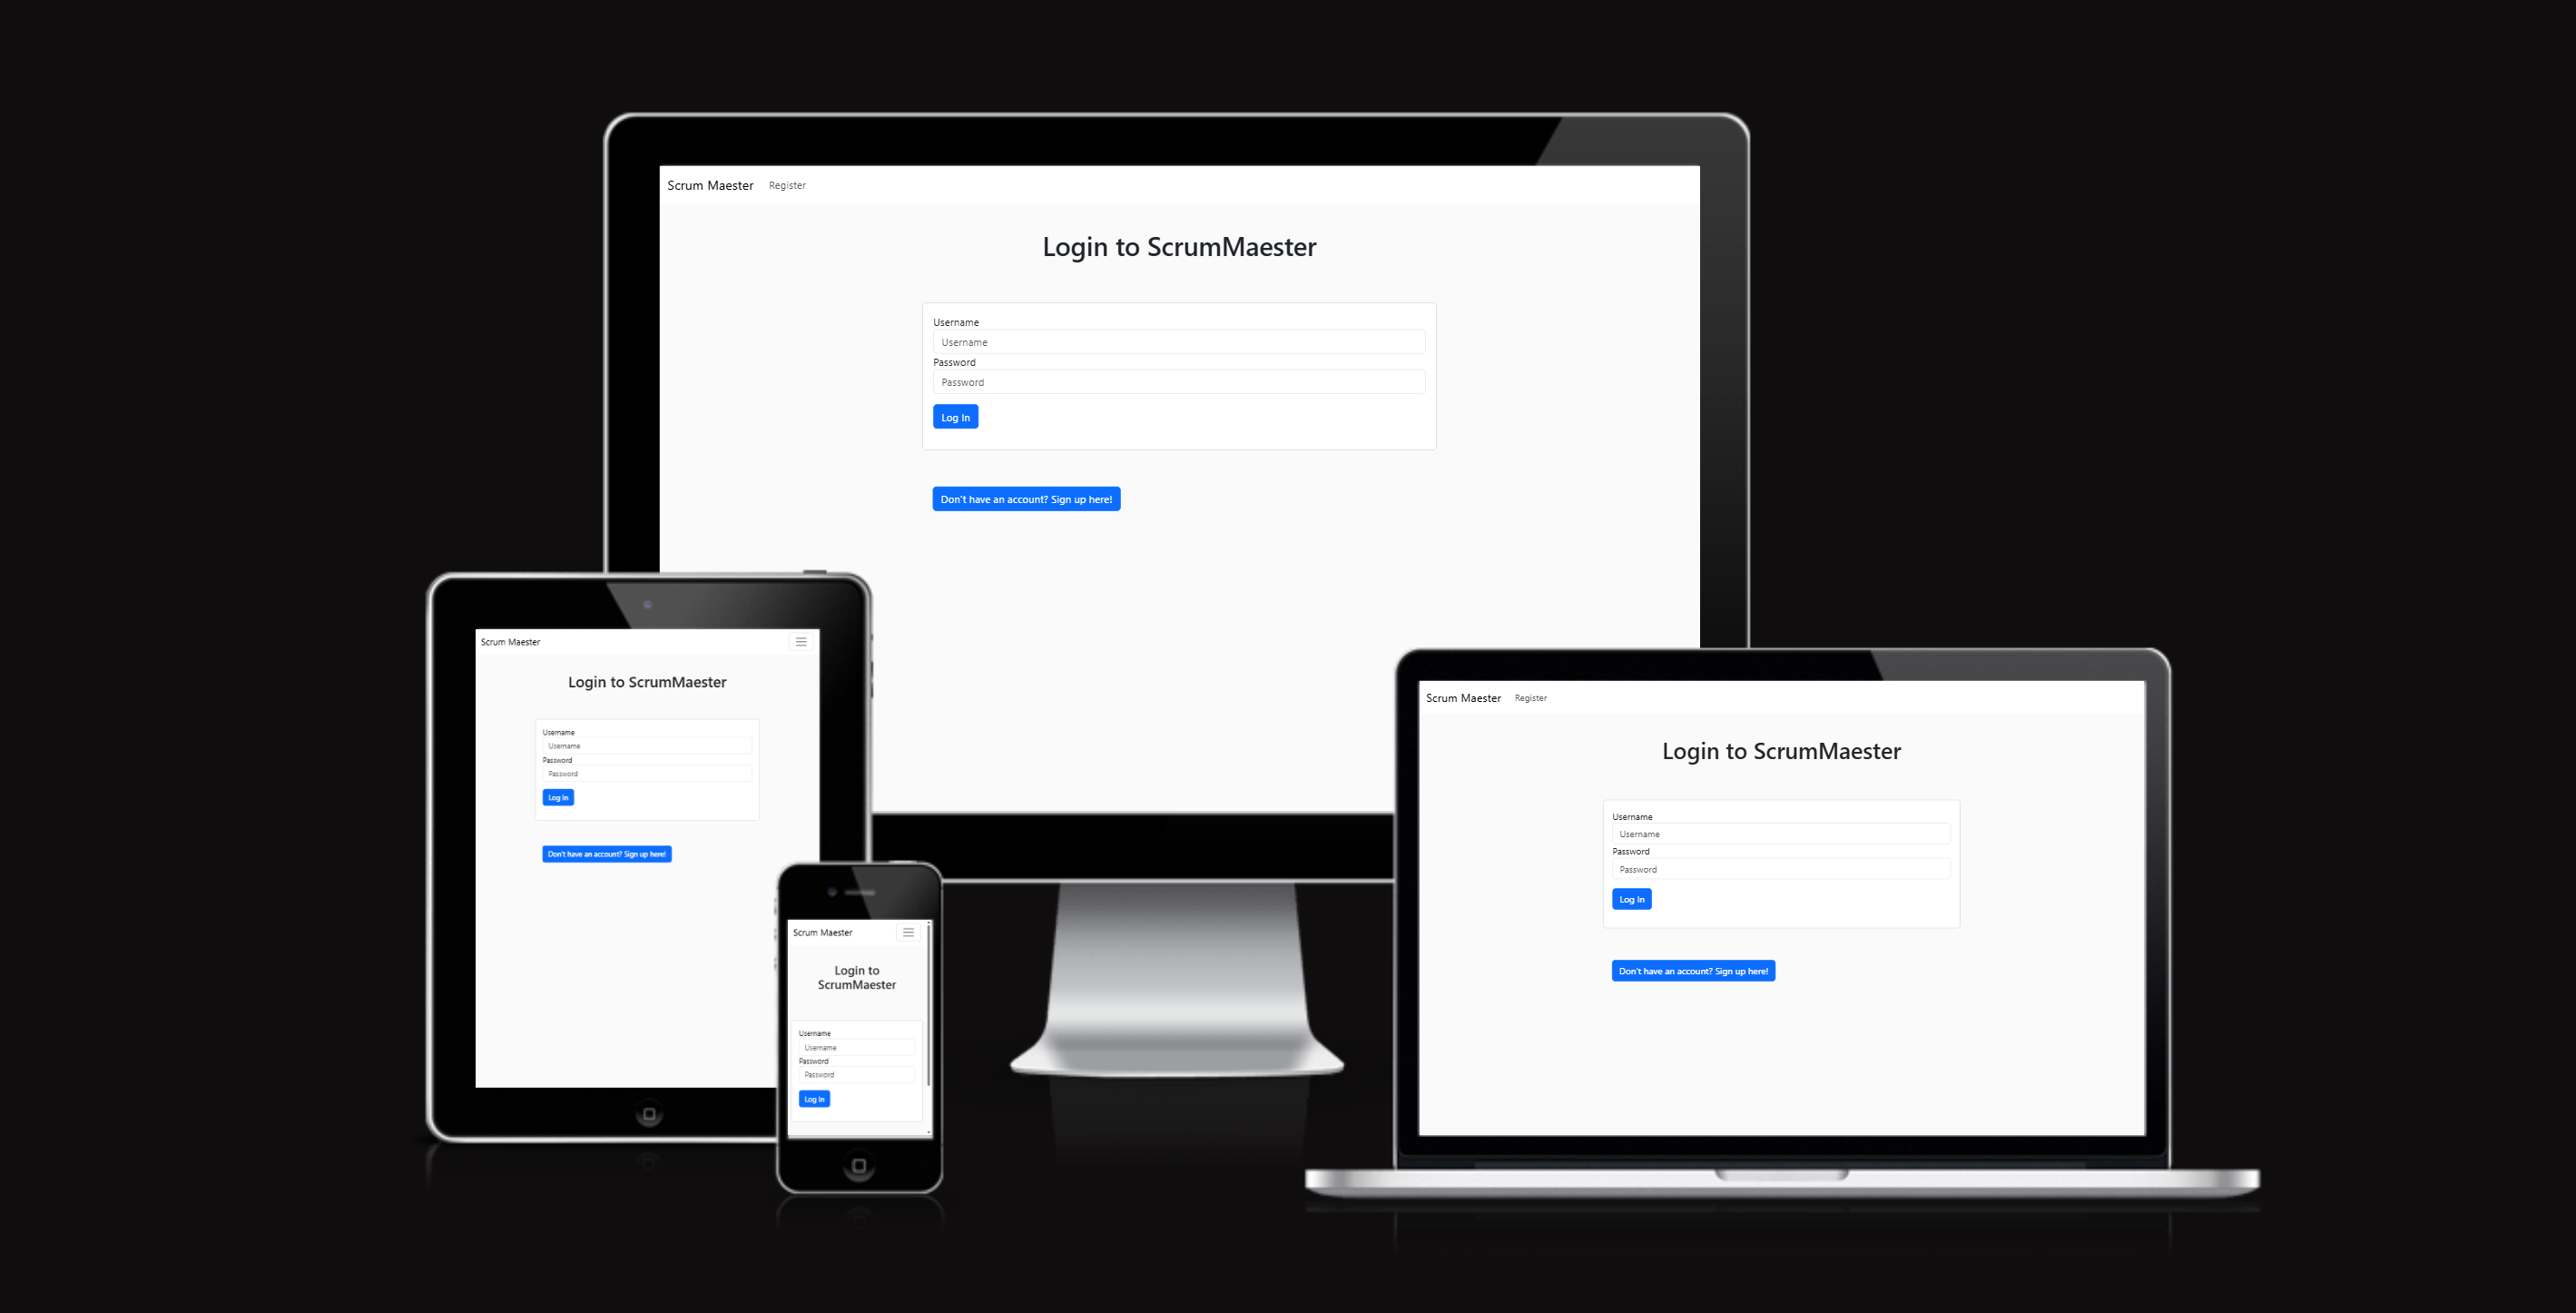 Scrum Maester Register
Login to ScrumMaester
Username
Username
Password
Password
Log In
Don't have an account? Sign up here!
Scrum Maester
Login to ScrumMaester
Username
Username
Password
Password
Log In
Don't have an account? Sign up here!
Scrum Maester
Login to
ScrumMaester
Username
Username
Password
Password
Log In
Scrum Maester Register
Login to ScrumMaester
Username
Username
Password
Password
Log In
Don't have an account? Sign up here!